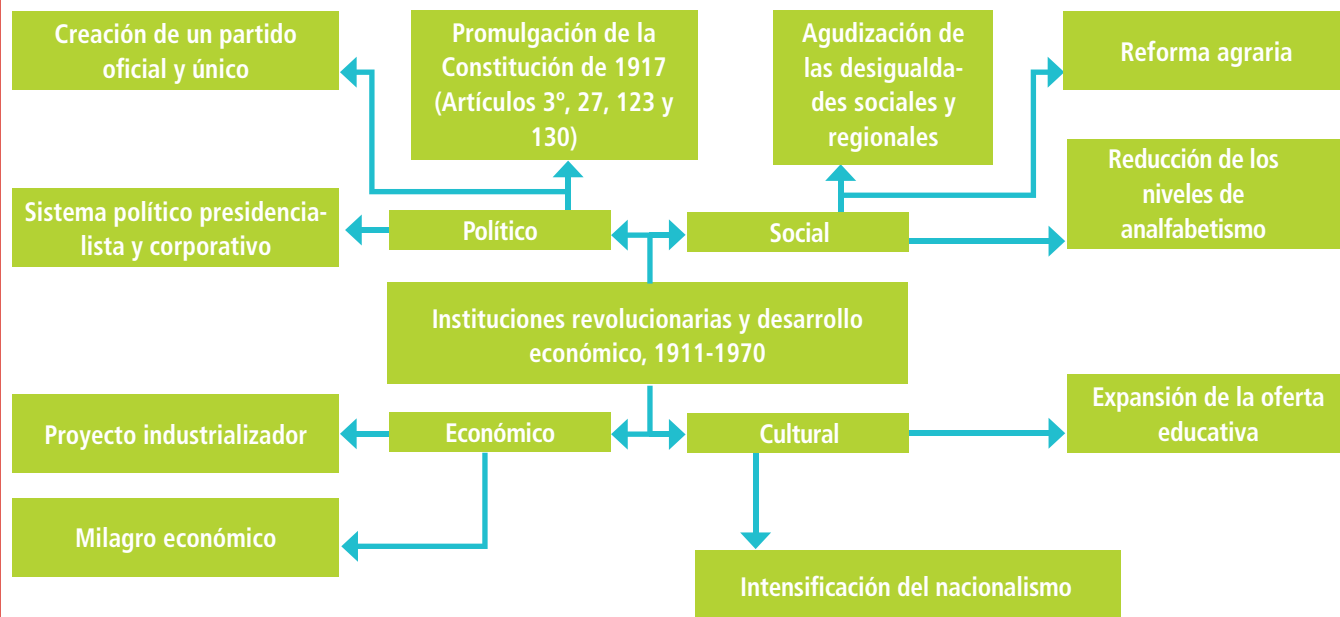 Creación de un partido
oficial y único
Promulgación de la
Constitución de 1917
(Artículos 3º, 27, 123 y
130)
Agudización de
las desigualda-
des sociales y
regionales
Reforma agraria
Reducción de los
niveles de
analfabetismo
Sistema político presidencia-
lista y corporativo
Político
Social
Instituciones revolucionarias y desarrollo
económico, 1911-1970
Proyecto industrializador
Económico
Cultural
Expansión de la oferta
educativa
Milagro económico
Intensificación del nacionalismo